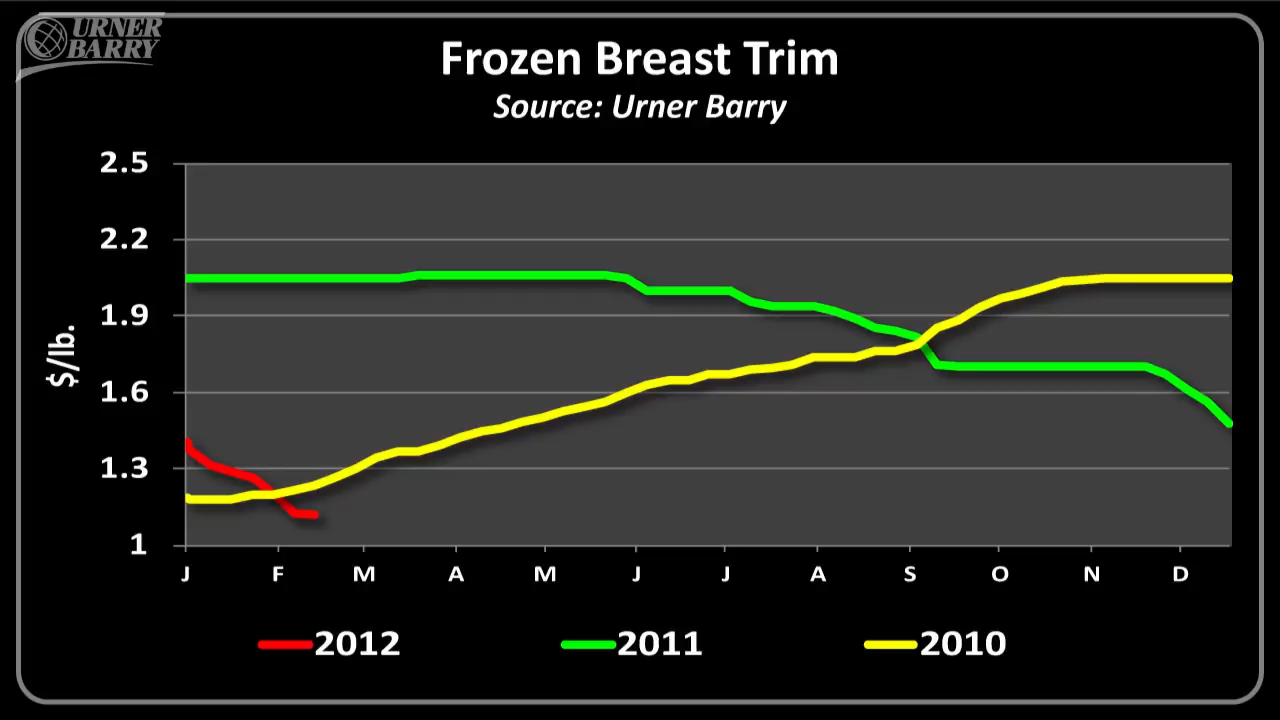 URNER
BARRY
Frozen Breast Trim
Source: Urner Barry
2.5
2.2
1.9
1.6
1.3
1
$/lb.
J F M A M J J A S O N D
2012 2011 2010